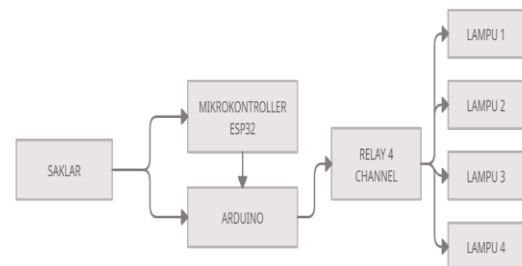 SAKLAR
MIKROKONTROLLER
ESP32
ARDUINO
RELAY 4
CHANNEL
LAMPU 1
LAMPU 2
LAMPU 3
LAMPU 4